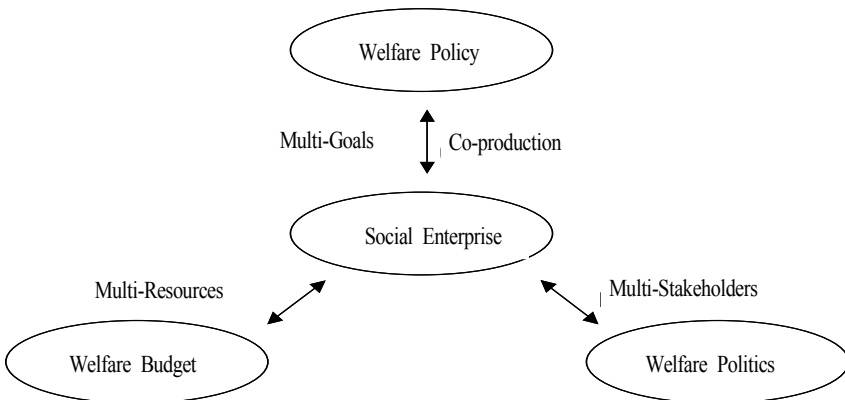 Welfare Policy
Multi-Goals
Co-production
Social Enterprise
Multi-Resources
Multi-Stakeholders
Welfare Budget
Welfare Politics